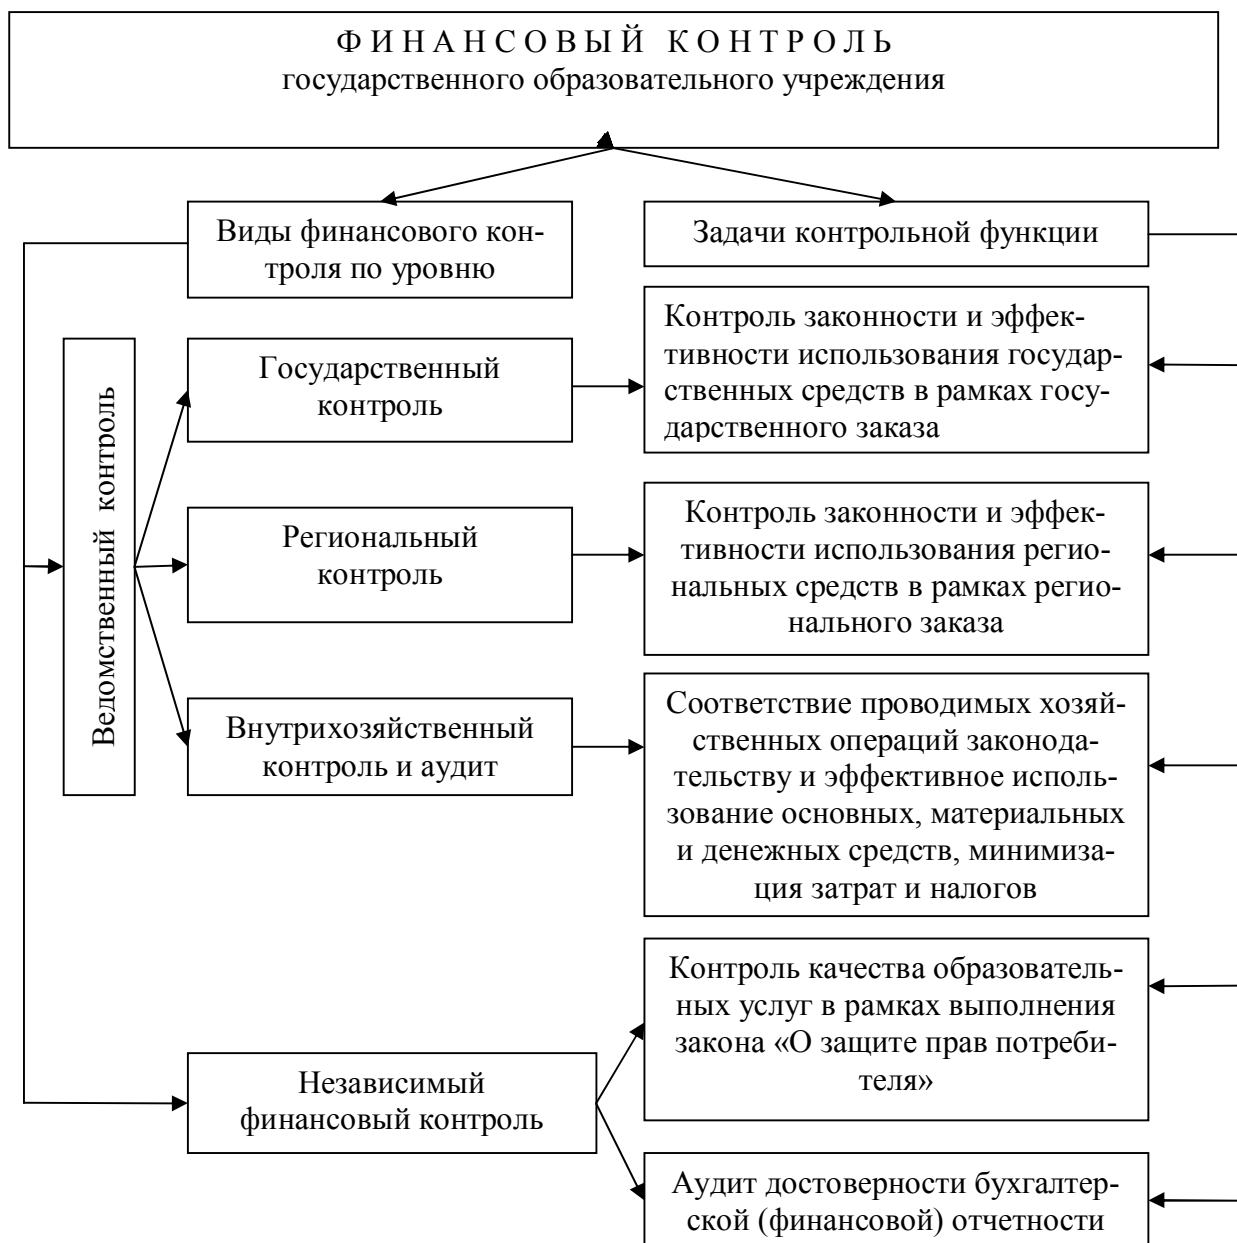 Ф И Н А Н С О В Ы Й К О Н Т Р О Л Ь
государственного образовательного учреждения
Виды финансового кон-
троля по уровню
Задачи контрольной функции
Ведомственный контроль
Государственный
контроль
Контроль законности и эффек-
тивности использования государ-
ственных средств в рамках госу-
дарственного заказа
Региональный
контроль
Контроль законности и эффек-
тивности использования регио-
нальных средств в рамках регио-
нального заказа
Внутрихозяйственный
контроль и аудит
Соответствие проводимых хозяй-
ственных операций законода-
тельству и эффективное исполь-
зование основных, материальных
и денежных средств, минимиза-
ция затрат и налогов
Независимый
финансовый контроль
Контроль качества образователь-
ных услуг в рамках выполнения
закона «О защите прав потреби-
теля»
Аудит достоверности бухгалтер-
ской (финансовой) отчетности